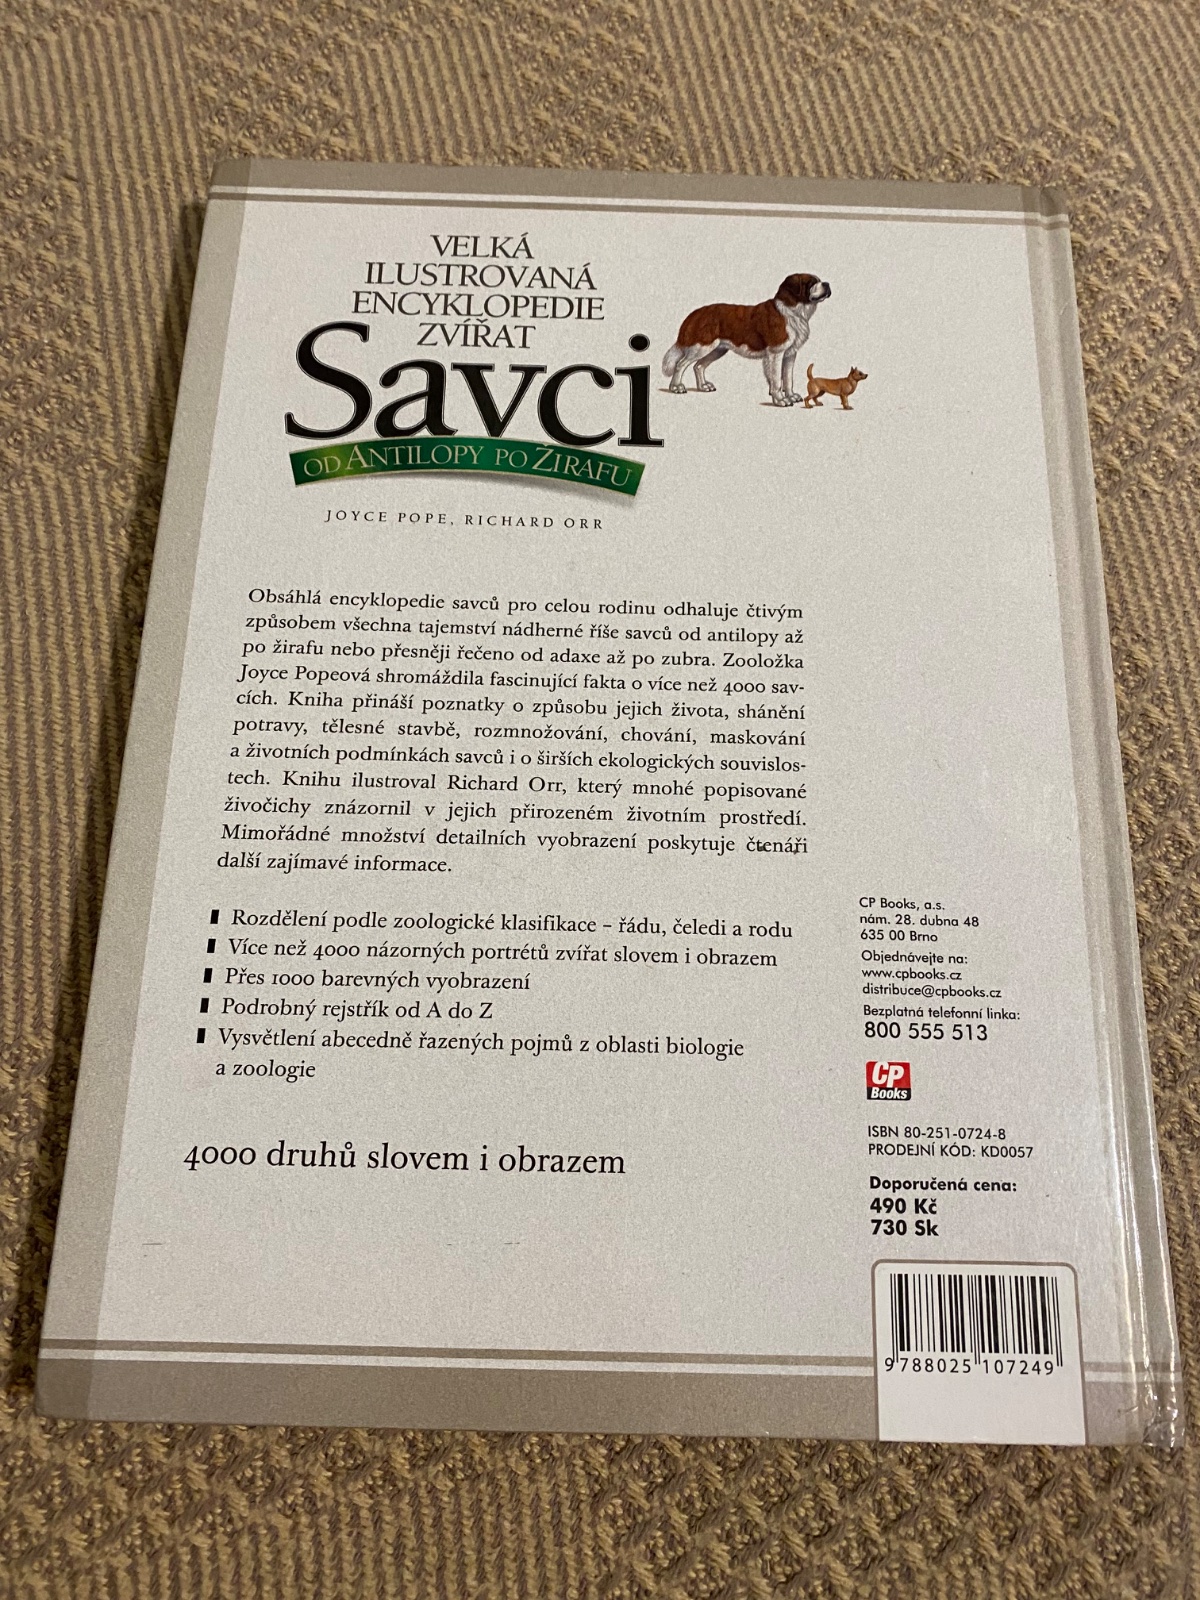 VELKÁ
ILUSTROVANÁ
ENCYKLOPEDIE
ZVÍŘAT
Savci
OD ANTILOPY PO ŽIRAFU
JOYCE POPE, RICHARD ORR
Obsáhlá encyklopedie savců pro celou rodinu odhaluje čtivým
způsobem všechna tajemství nádherné říše savců od antilopy až
po žirafu nebo přesněji řečeno od adaxe až po zubra. Zooložka
Joyce Popeová shromáždila fascinující fakta o více než 4000 sav-
cích. Kniha přináší poznatky o způsobu jejich života, shánění
potravy, tělesné stavbě, rozmnožování, chování, maskování
a životních podmínkách savců i o širších ekologických souvislos-
tech. Knihu ilustroval Richard Orr, který mnohé popisované
živočichy znázornil v jejich přirozeném životním prostředí.
Mimořádné množství detailních vyobrazení poskytuje čtenáři
další zajímavé informace.
Rozdělení podle zoologické klasifikace – řádu, čeledi a rodu
Více než 4000 názorných portrétů zvířat slovem i obrazem
Přes 1000 barevných vyobrazení
Podrobný rejstřík od A do Z
Vysvětlení abecedně řazených pojmů z oblasti biologie
a zoologie
4000 druhů slovem i obrazem
CP Books, a.s.
nám. 28. dubna 48
635 00 Brno
Objednávejte na:
www.cpbooks.cz
distribuce@cpbooks.cz
Bezplatná telefonní linka:
800 555 513
CP
Books
ISBN 80-251-0724-8
PRODEJNÍ KÓD: KD0057
Doporučená cena:
490 Kč
730 Sk
9 788025 107249